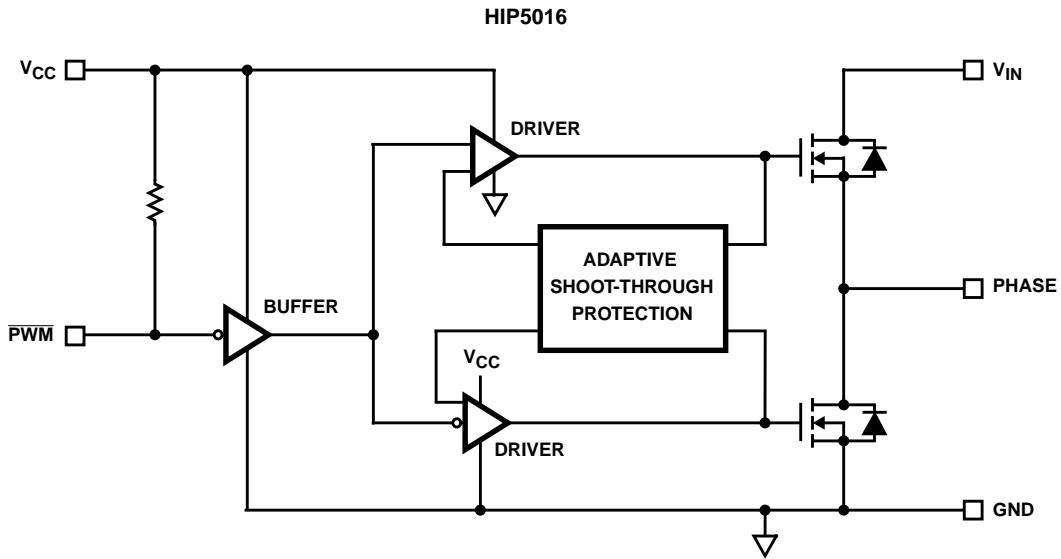 HIP5016
VCC
VIN
DRIVER
ADAPTIVE
SHOOT-THROUGH
PROTECTION
PHASE
BUFFER
PWM
VCC
DRIVER
GND